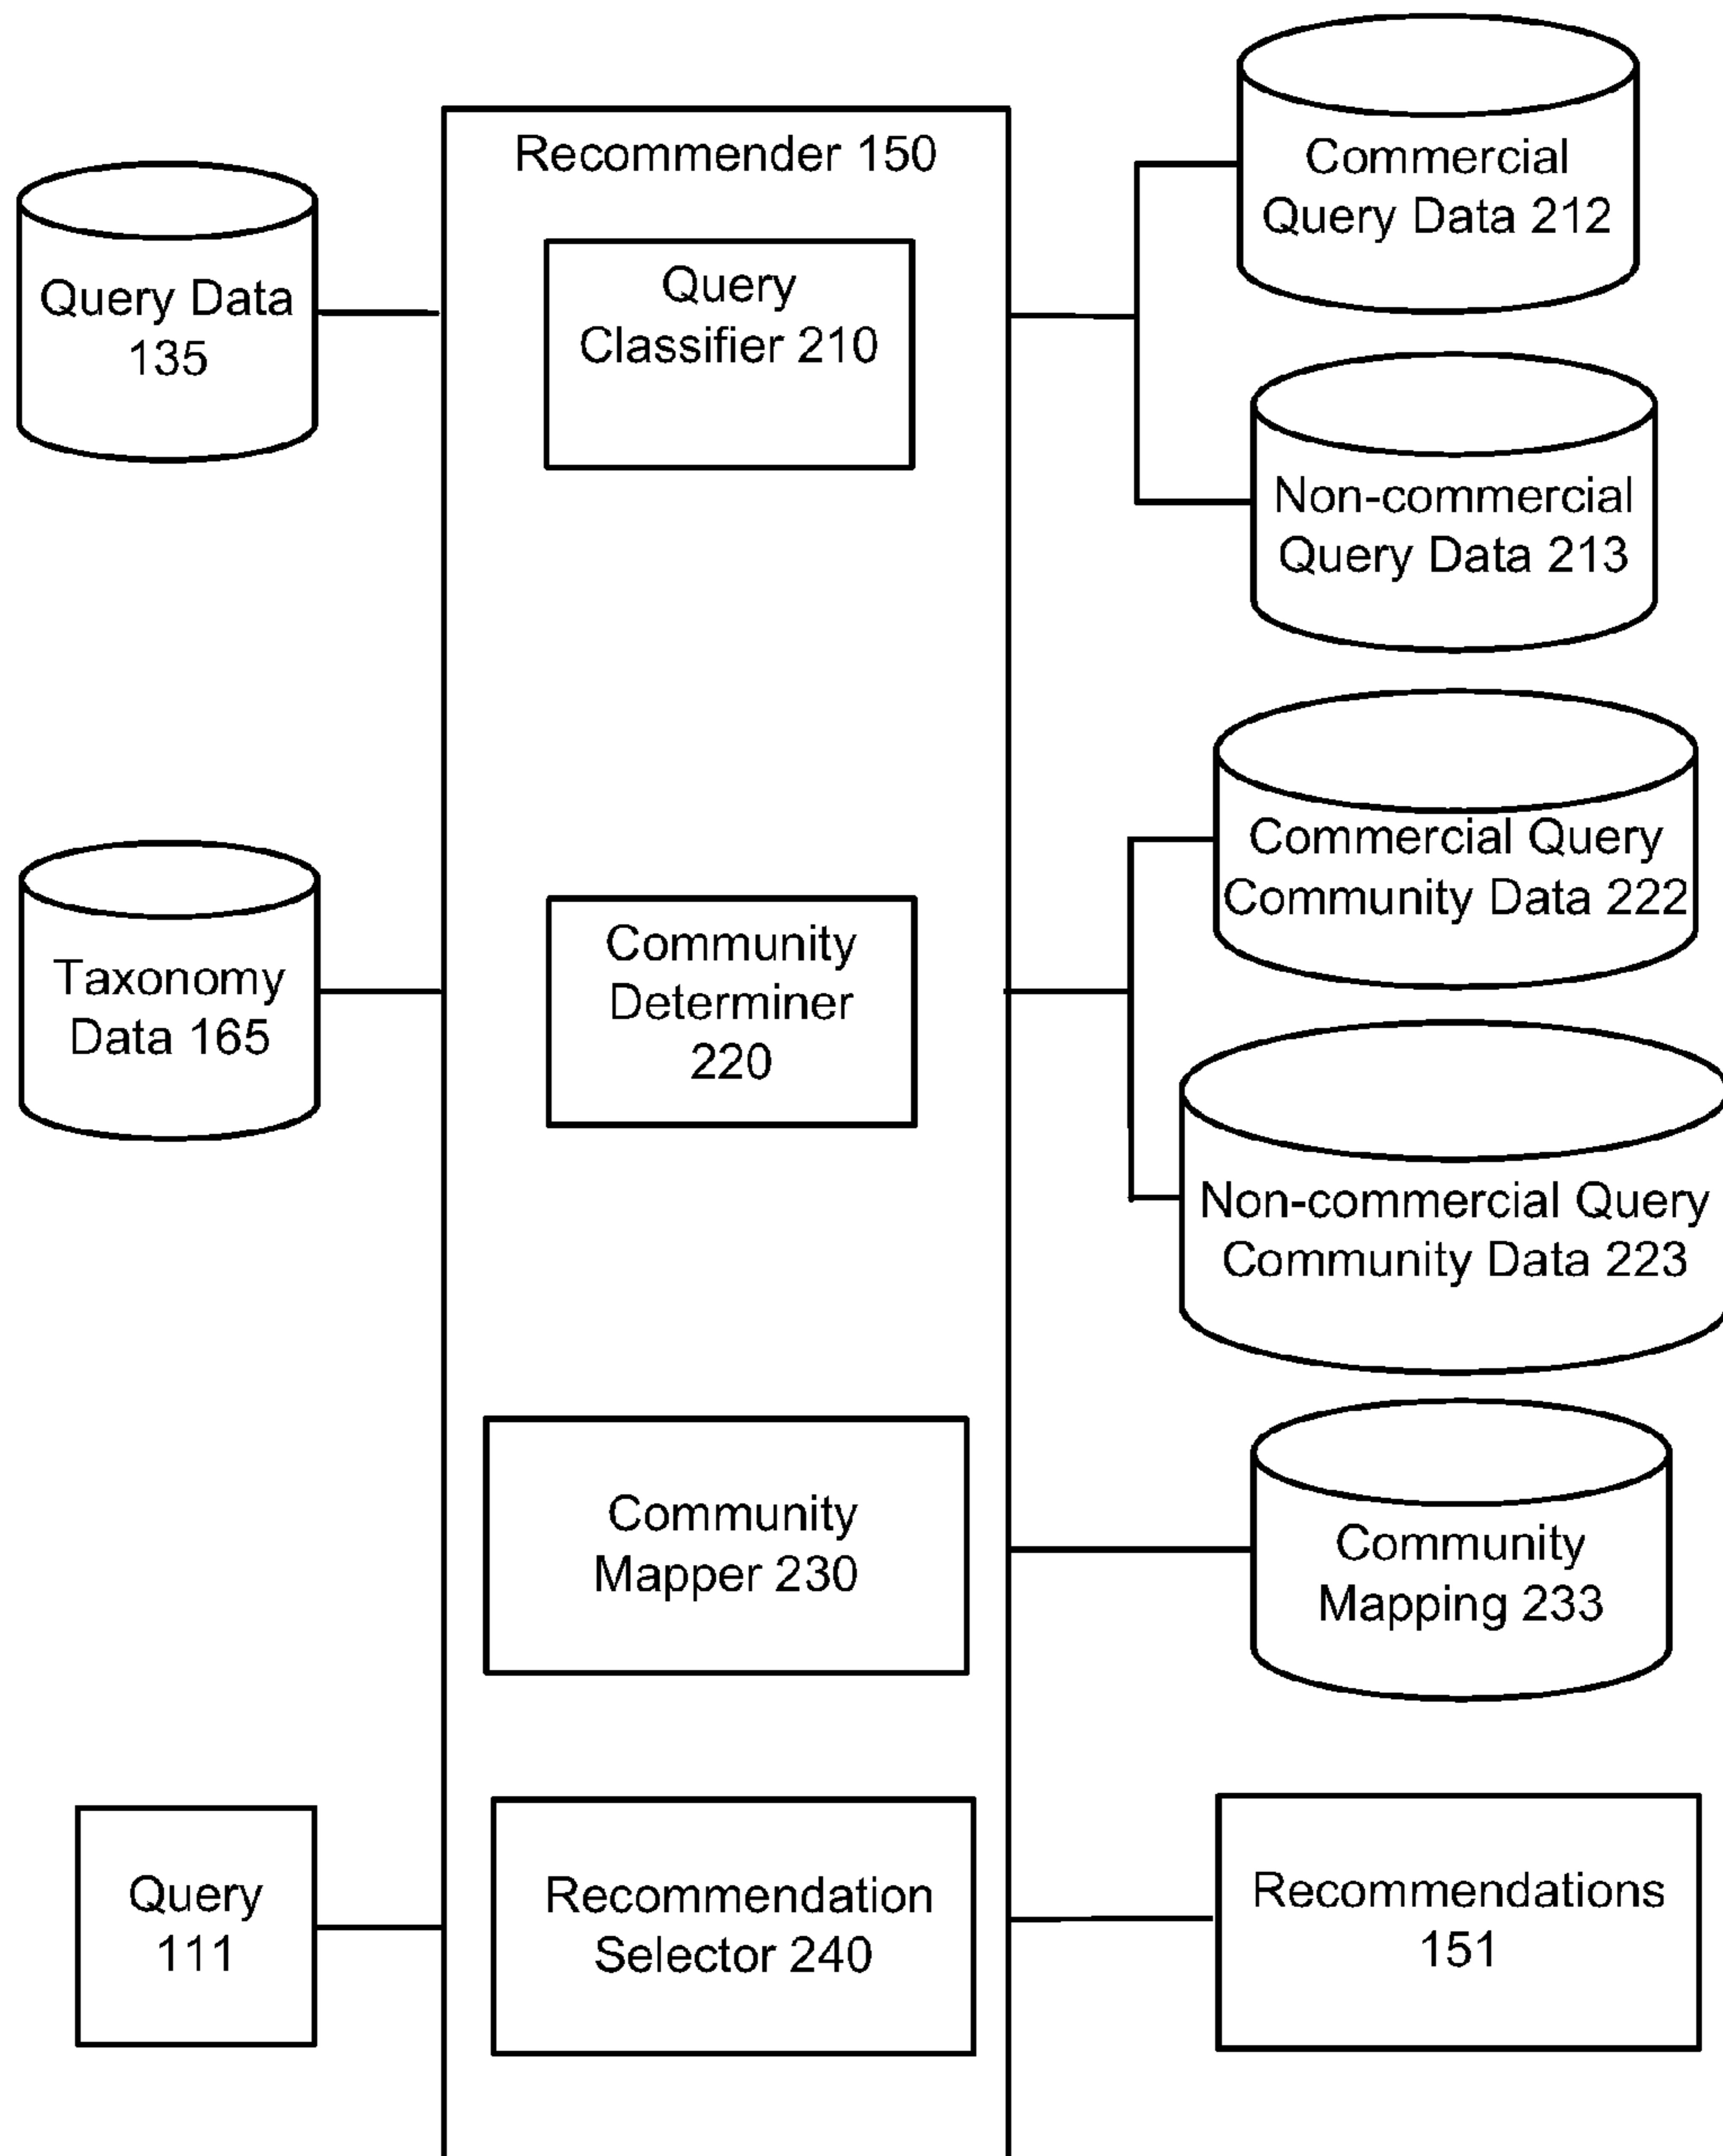 Recommender 150
Query Data
135
Query
Classifier 210
Commercial
Query Data 212
Non-commercial
Query Data 213
Taxonomy
Data 165
Community
Determiner
220
Commercial Query
Community Data 222
Non-commercial Query
Community Data 223
Community
Mapper 230
Community
Mapping 233
Query
111
Recommendation
Selector 240
Recommendations
151